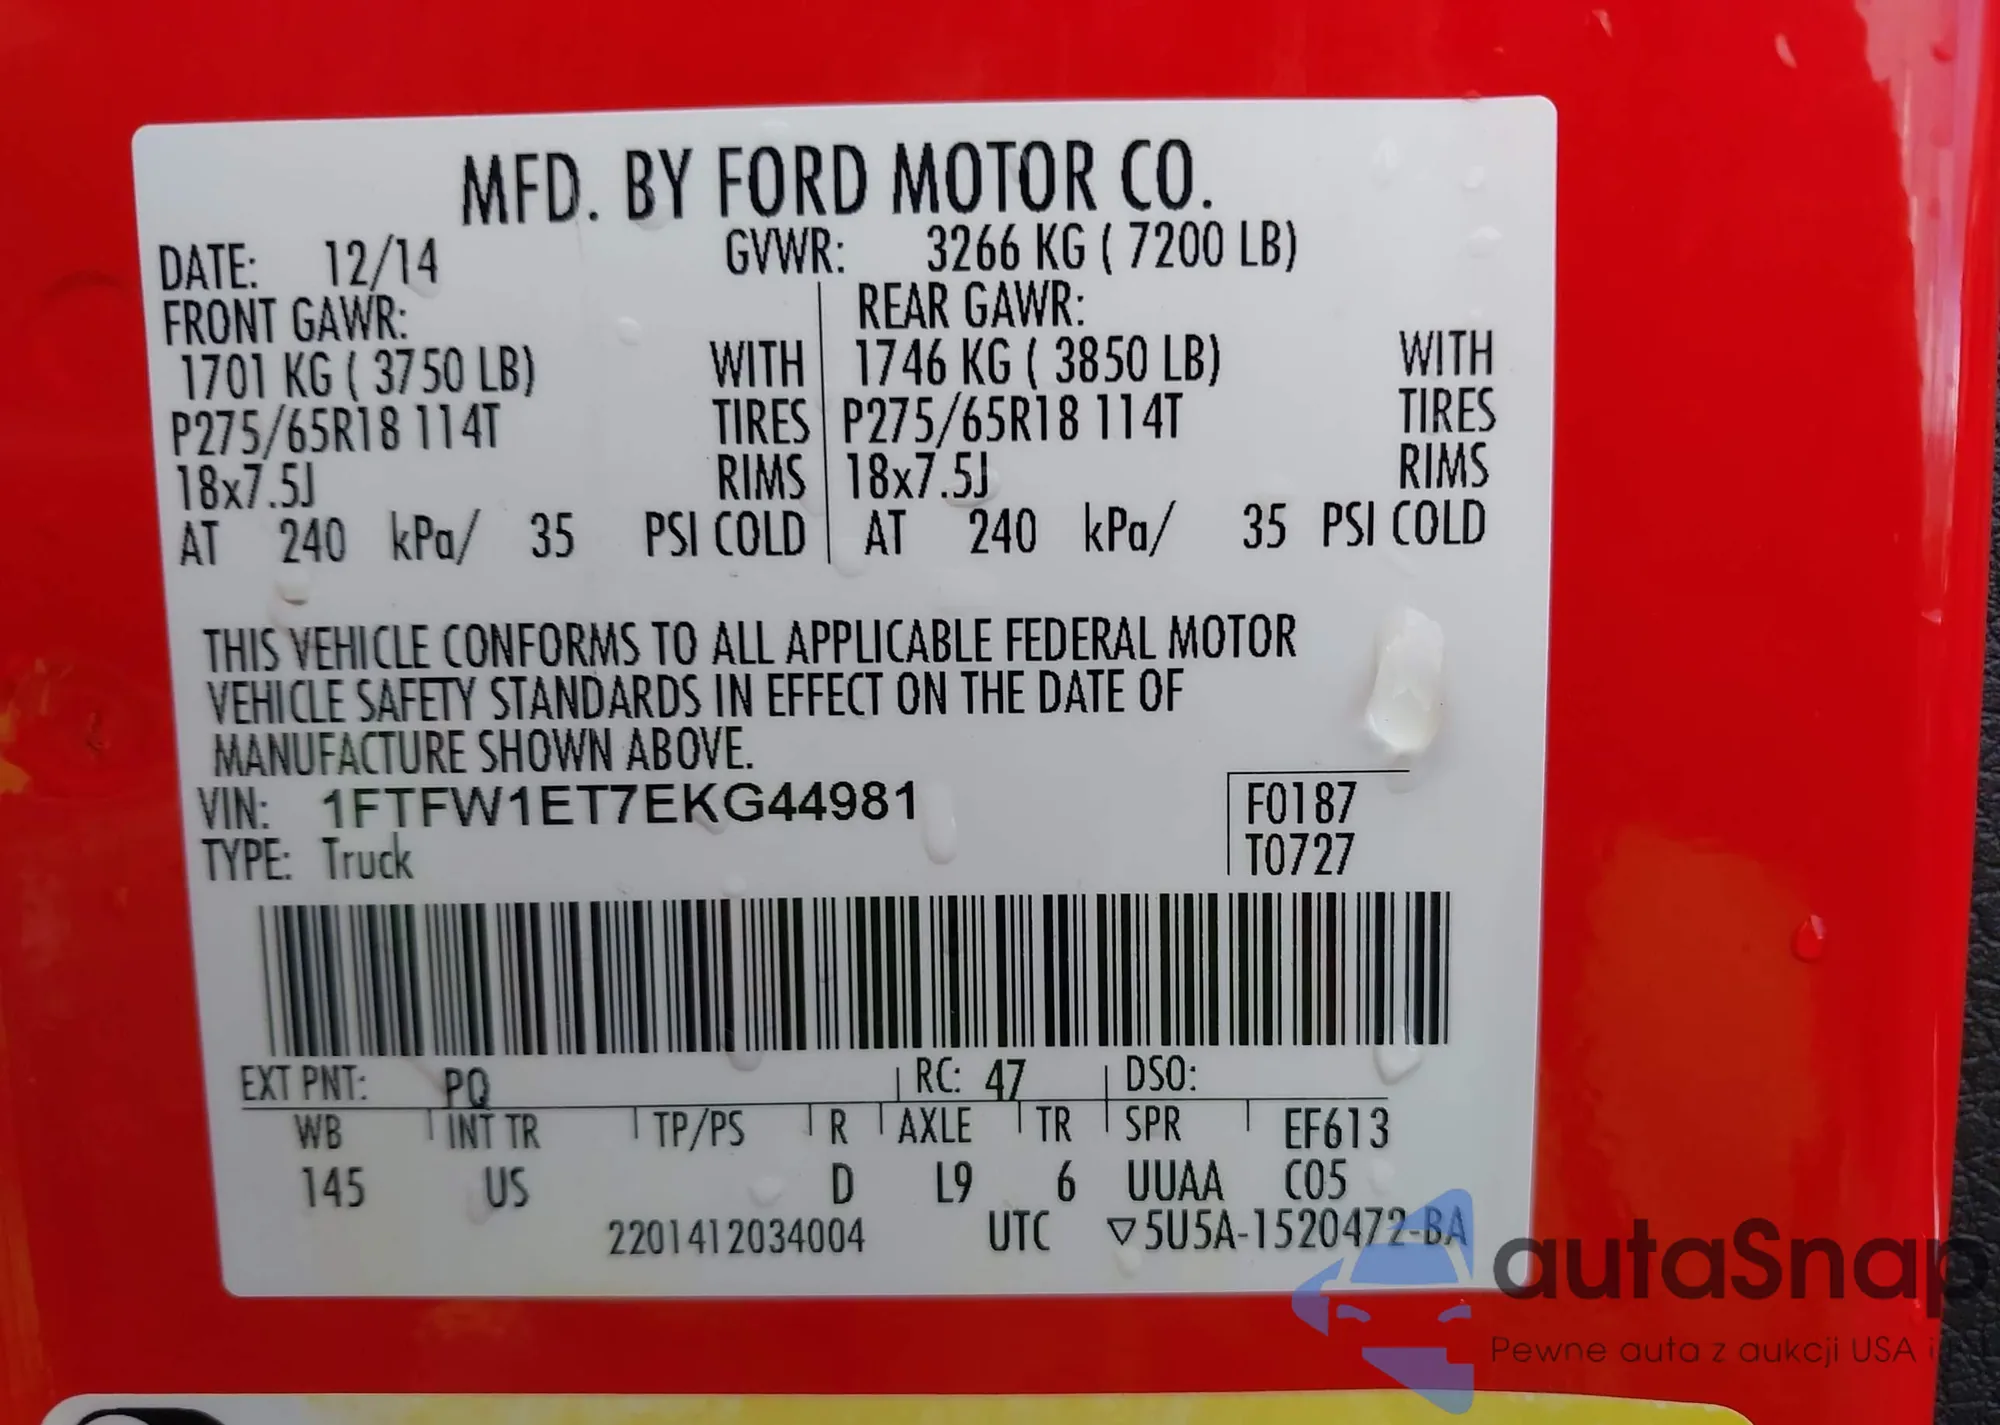 MFD. BY FORD MOTOR CO.
DATE: 12/14 GVWR: 3266 KG ( 7200 LB)
FRONT GAWR: REAR GAWR:
1701 KG ( 3750 LB) WITH 1746 KG ( 3850 LB) WITH
P275/65R18 114T TIRES P275/65R18 114T TIRES
18x7.5J RIMS 18x7.5J RIMS
AT 240 kPa/ 35 PSI COLD AT 240 kPa/ 35 PSI COLD
THIS VEHICLE CONFORMS TO ALL APPLICABLE FEDERAL MOTOR
VEHICLE SAFETY STANDARDS IN EFFECT ON THE DATE OF
MANUFACTURE SHOWN ABOVE.
VIN: 1FTFW1ET7EKG44981 F0187
TYPE: Truck T0727
EXT PNT: PQ RC: 47 DSO:
WB INT TR TP/PS R AXLE TR SPR EF613
145 US D L9 6 UUAA C05
2201412034004 UTC ▽5U5A-1520472-BA
autaSnap
Pewne auta z aukcji USA i